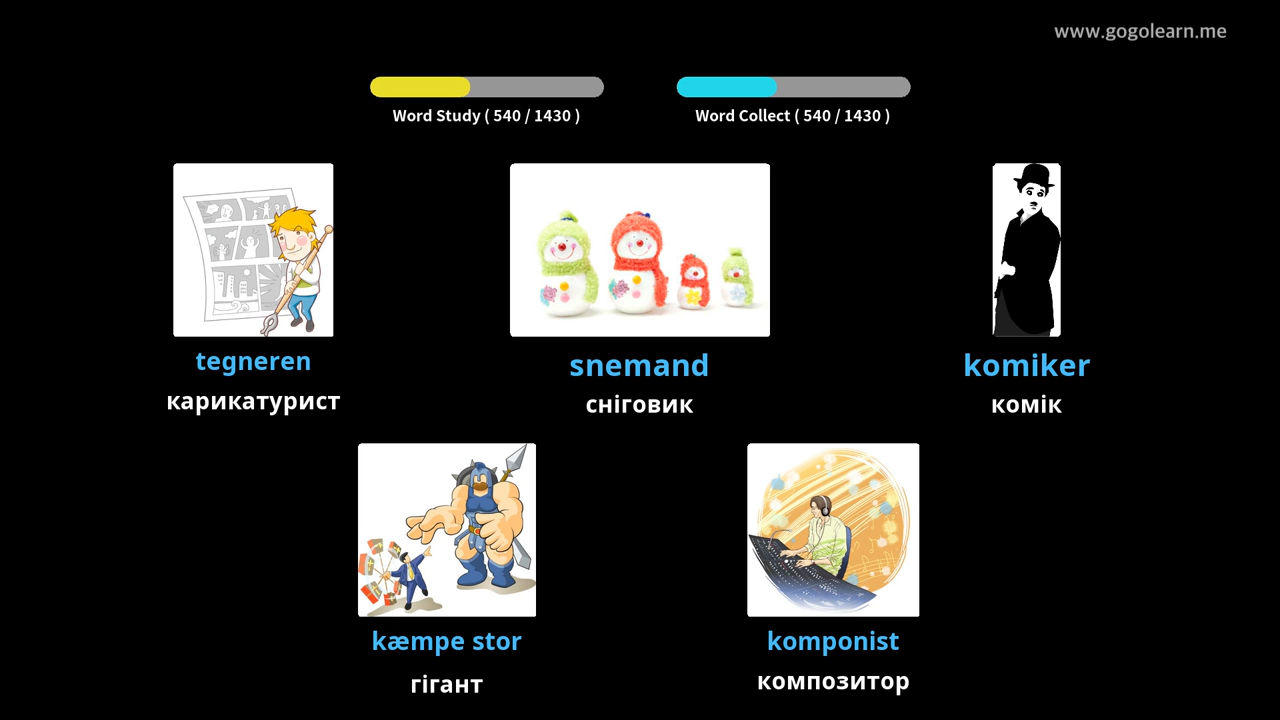 www.gogolearn.me
Word Study ( 540 / 1430 )
Word Collect ( 540 / 1430 )
tegneren
карикатурист
snemand
сніговик
komiker
комік
kæmpe stor
гігант
komponist
композитор